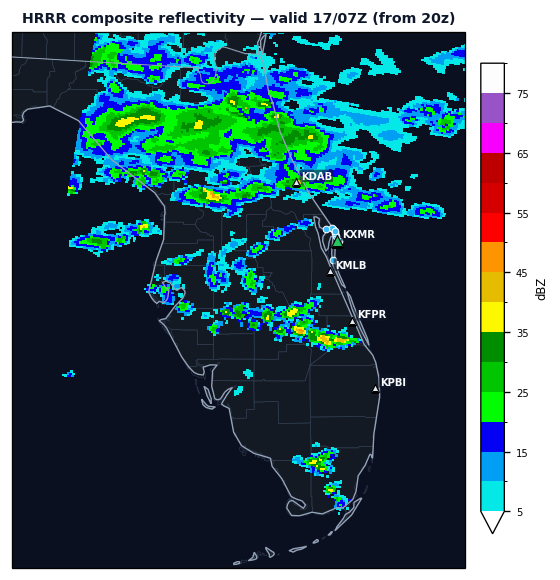 HRRR composite reflectivity — valid 17/07Z (from 20z)
KDAB
KXMR
KMLB
KFPR
KPBI
75
65
55
45
35
25
15
5
dBZ